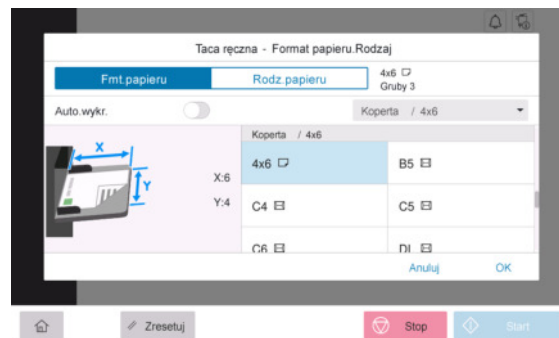 Taca ręczna - Format papieru.Rodzaj
Fmt.papieru
Rodz.papieru
4x6
Gruby 3
Auto.wykr.
Koperta / 4x6
Koperta / 4x6
X
Y
X:6
Y:4
4x6
B5
C4
C5
C6
DL
Anuluj
OK
Zresetuj
Stop
Start